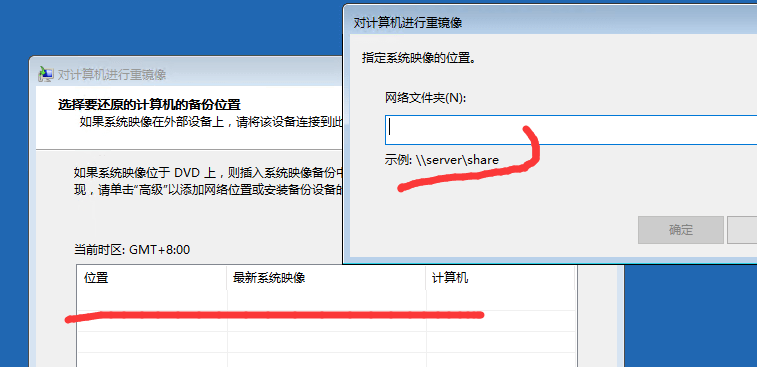 对计算机进行重镜像
指定系统映像的位置。
网络文件夹(N):
示例: \\server\share
确定
对计算机进行重镜像
选择要还原的计算机的备份位置
如果系统映像在外部设备上，请将该设备连接到此
如果系统映像位于 DVD 上，则插入系统映像备份中
现，请单击"高级"以添加网络位置或安装备份设备的
当前时区: GMT+8:00
位置 最新系统映像 计算机